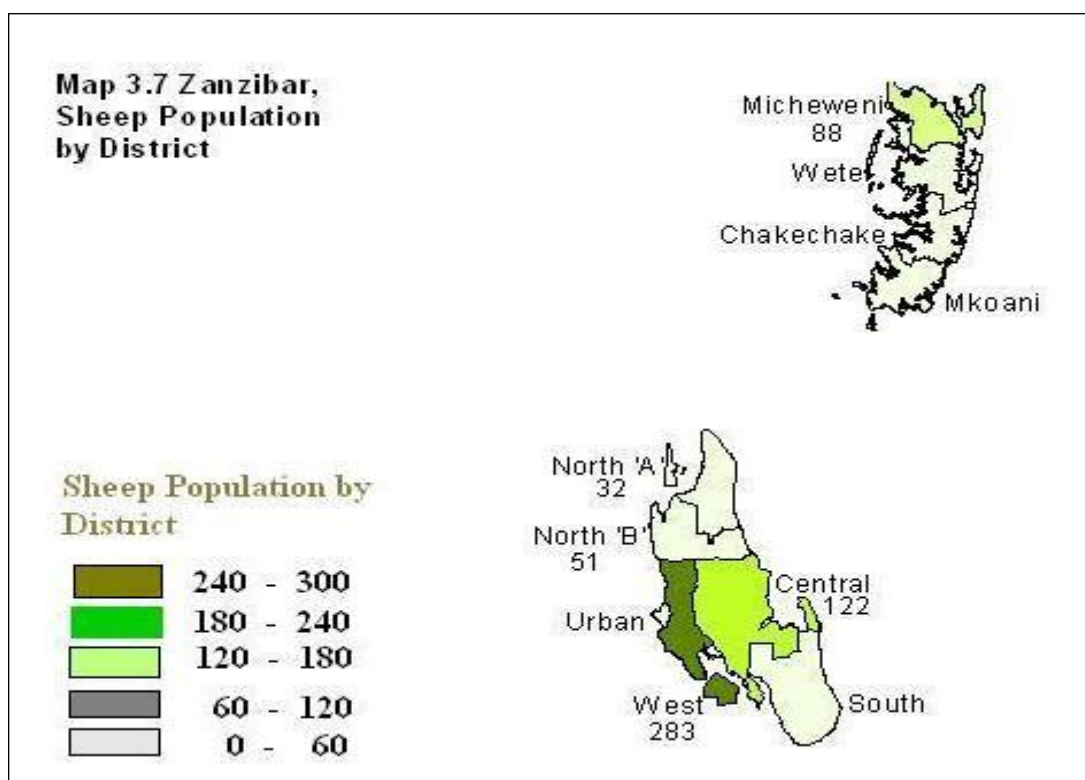 Map 3.7 Zanzibar,
Sheep Population
by District
Micheweni
88
Wete
Chakechake
Mkoani
North 'A'
32
North 'B'
51
Urban
Central
122
West
283
South
Sheep Population by
District
240 - 300
180 - 240
120 - 180
60 - 120
0 - 60